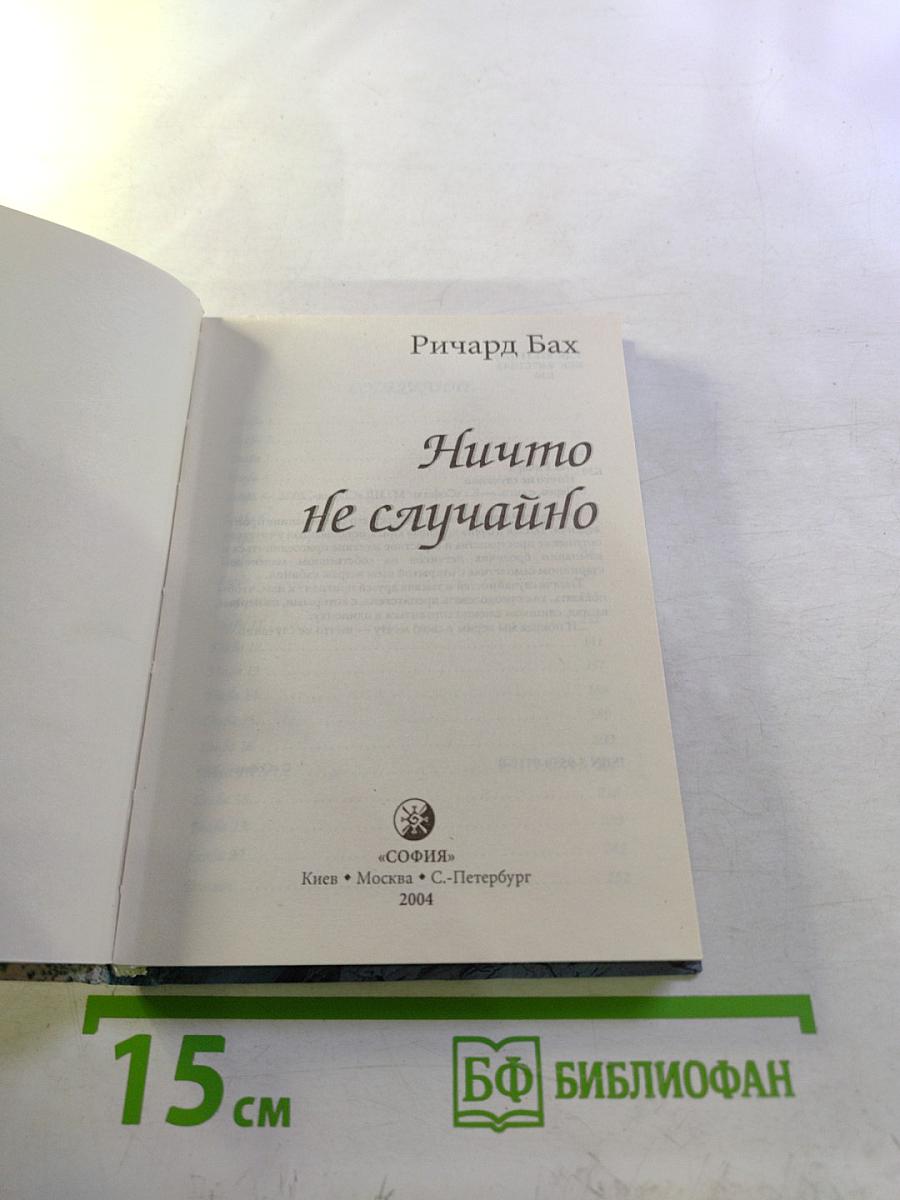 Ричард Бах
Ничто
не случайно
«СОФИЯ»
Киев • Москва • С.-Петербург
2004
15 см
БФ БИБЛИОФАН